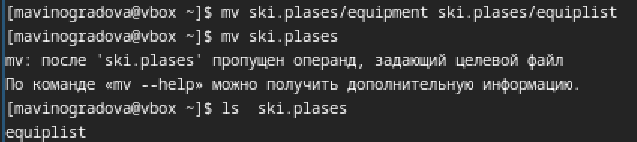 [mavinogradova@vbox ~]$ mv ski.plases/equipment ski.plases/equiplist
[mavinogradova@vbox ~]$ mv ski.plases
mv: после 'ski.plases' пропущен операнд, задающий целевой файл
По команде «mv --help» можно получить дополнительную информацию.
[mavinogradova@vbox ~]$ ls  ski.plases
equiplist